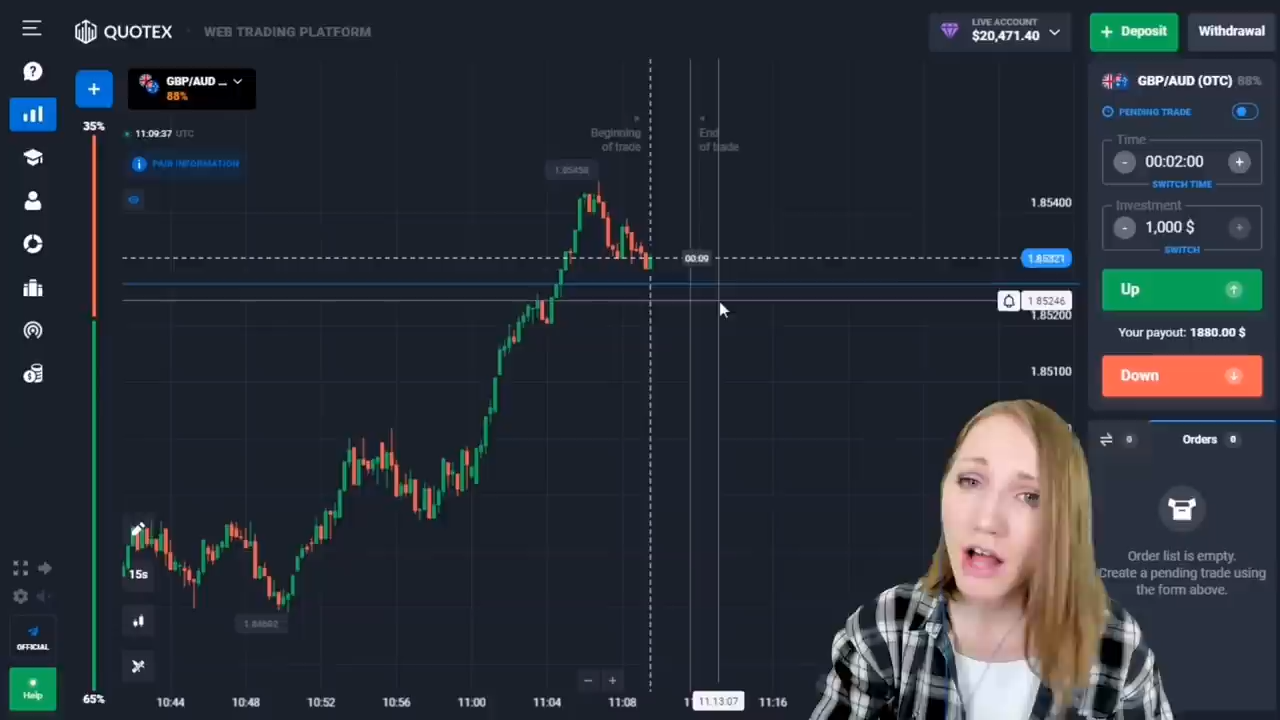 QUOTEX
WEB TRADING PLATFORM
LIVE ACCOUNT
$20,471.40
+ Deposit
Withdrawal
+
GBP/AUD ...
88%
35%
11:09:37 UTC
PAIR INFORMATION
Beginning
of trade
End
of trade
1.85400
00:09
1.85246
1.85200
1.85100
15s
65%
10:44
10:48
10:52
10:56
11:00
11:04
11:08
11:13:07
11:16
- +
OFFICIAL
Help
GBP/AUD (OTC) 88%
PENDING TRADE
Time
- 00:02:00 +
SWITCH TIME
Investment
- 1,000 $ +
SWITCH
Up
Your payout: 1880.00 $
Down
0
Orders 0
Order list is empty.
Create a pending trade using
the form above.